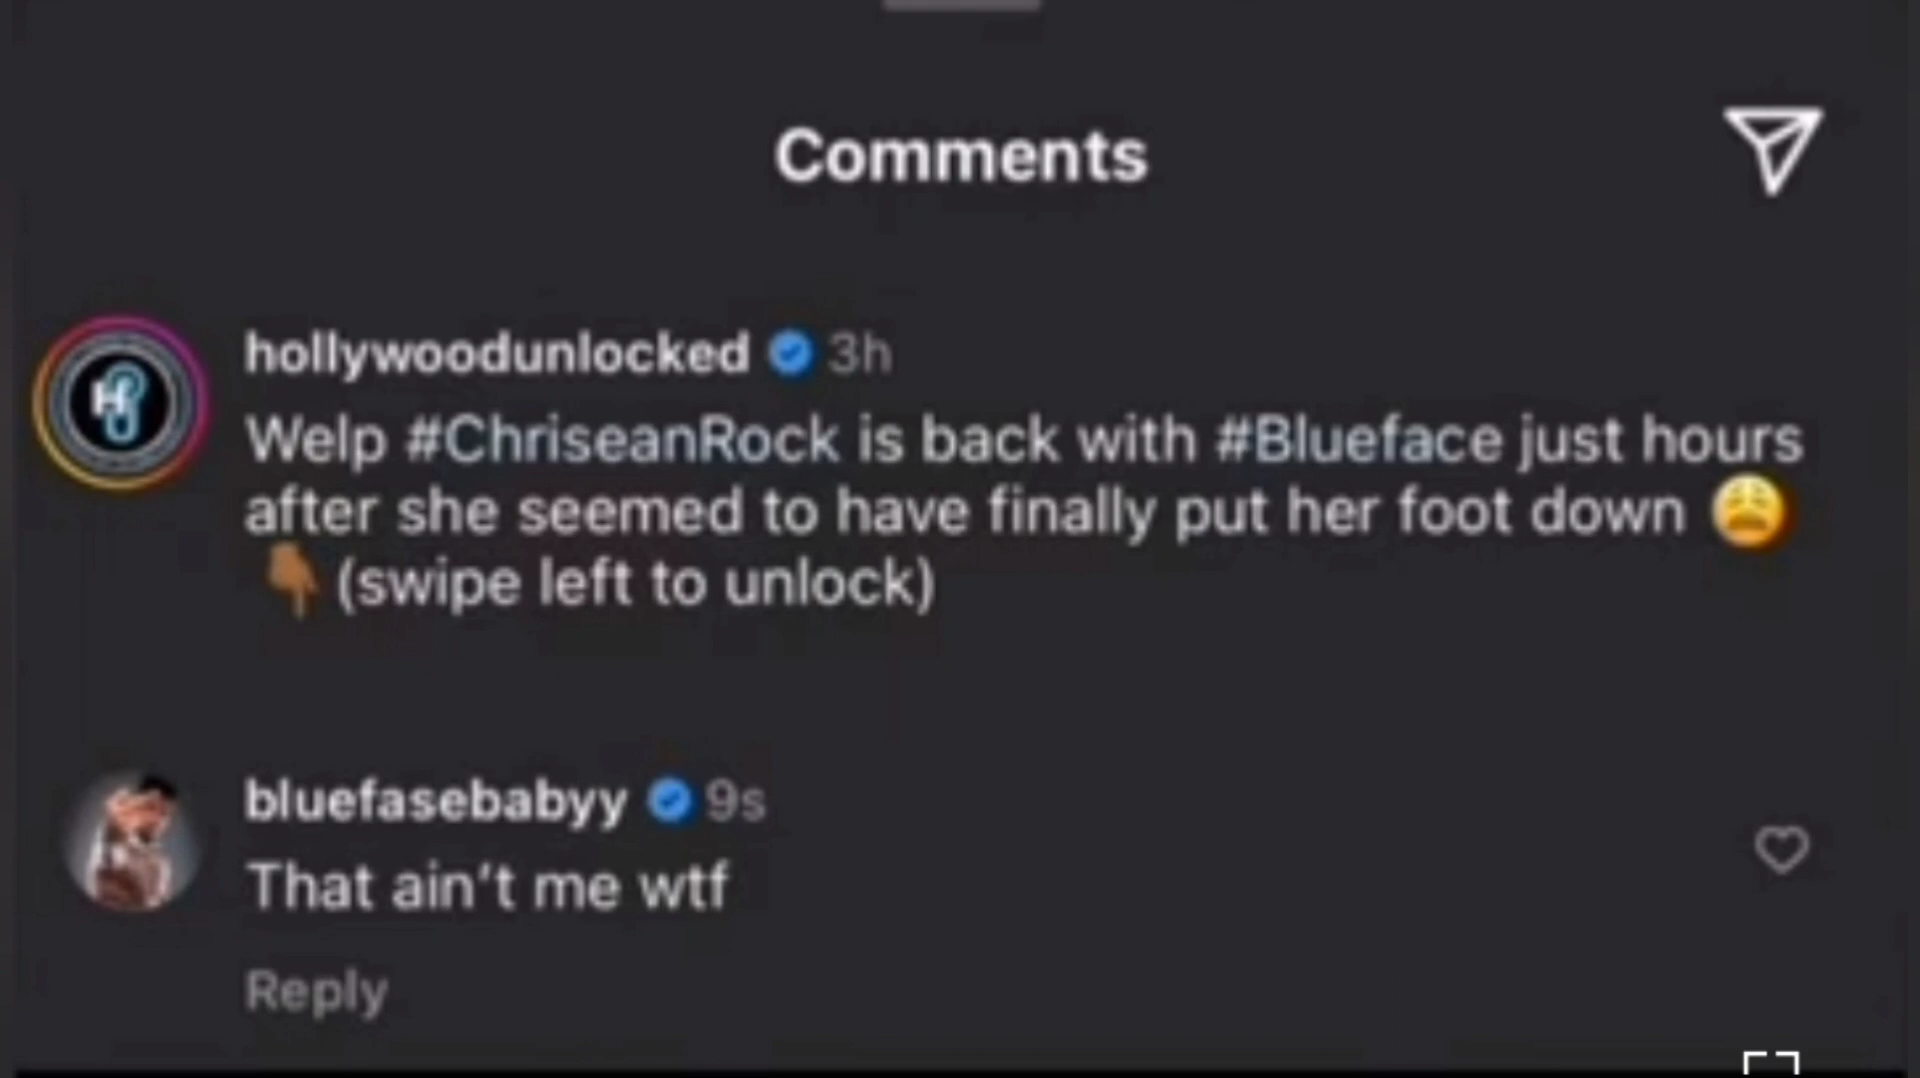 Comments
hollywoodunlocked 3h
Welp #ChriseanRock is back with #Blueface just hours
after she seemed to have finally put her foot down 😩
👇🏾 (swipe left to unlock)
bluefasebabyy 9s
That ain't me wtf
Reply